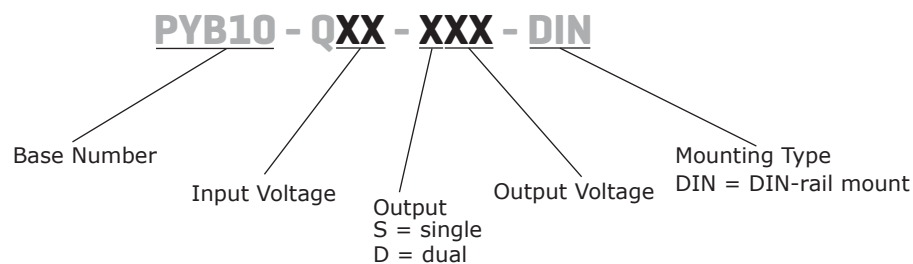 PYB10 - QXX - XXX - DIN
Base Number
Input Voltage
Output
S = single
D = dual
Output Voltage
Mounting Type
DIN = DIN-rail mount